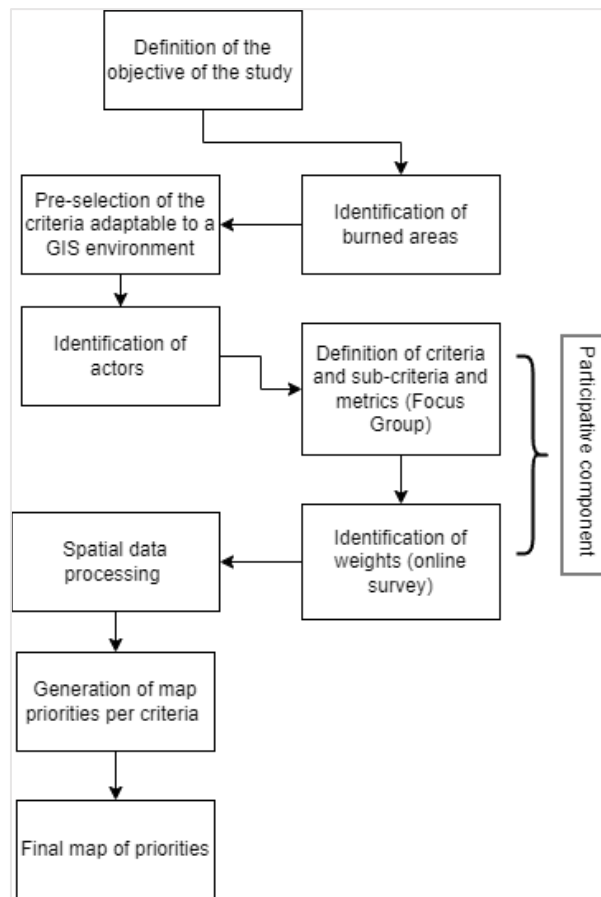 Definition of the
objective of the study
Identification of
burned areas
Pre-selection of the
criteria adaptable to a
GIS environment
Identification of
actors
Definition of criteria
and sub-criteria and
metrics (Focus
Group)
Participative component
Identification of
weights (online
survey)
Spatial data
processing
Generation of map
priorities per criteria
Final map of priorities